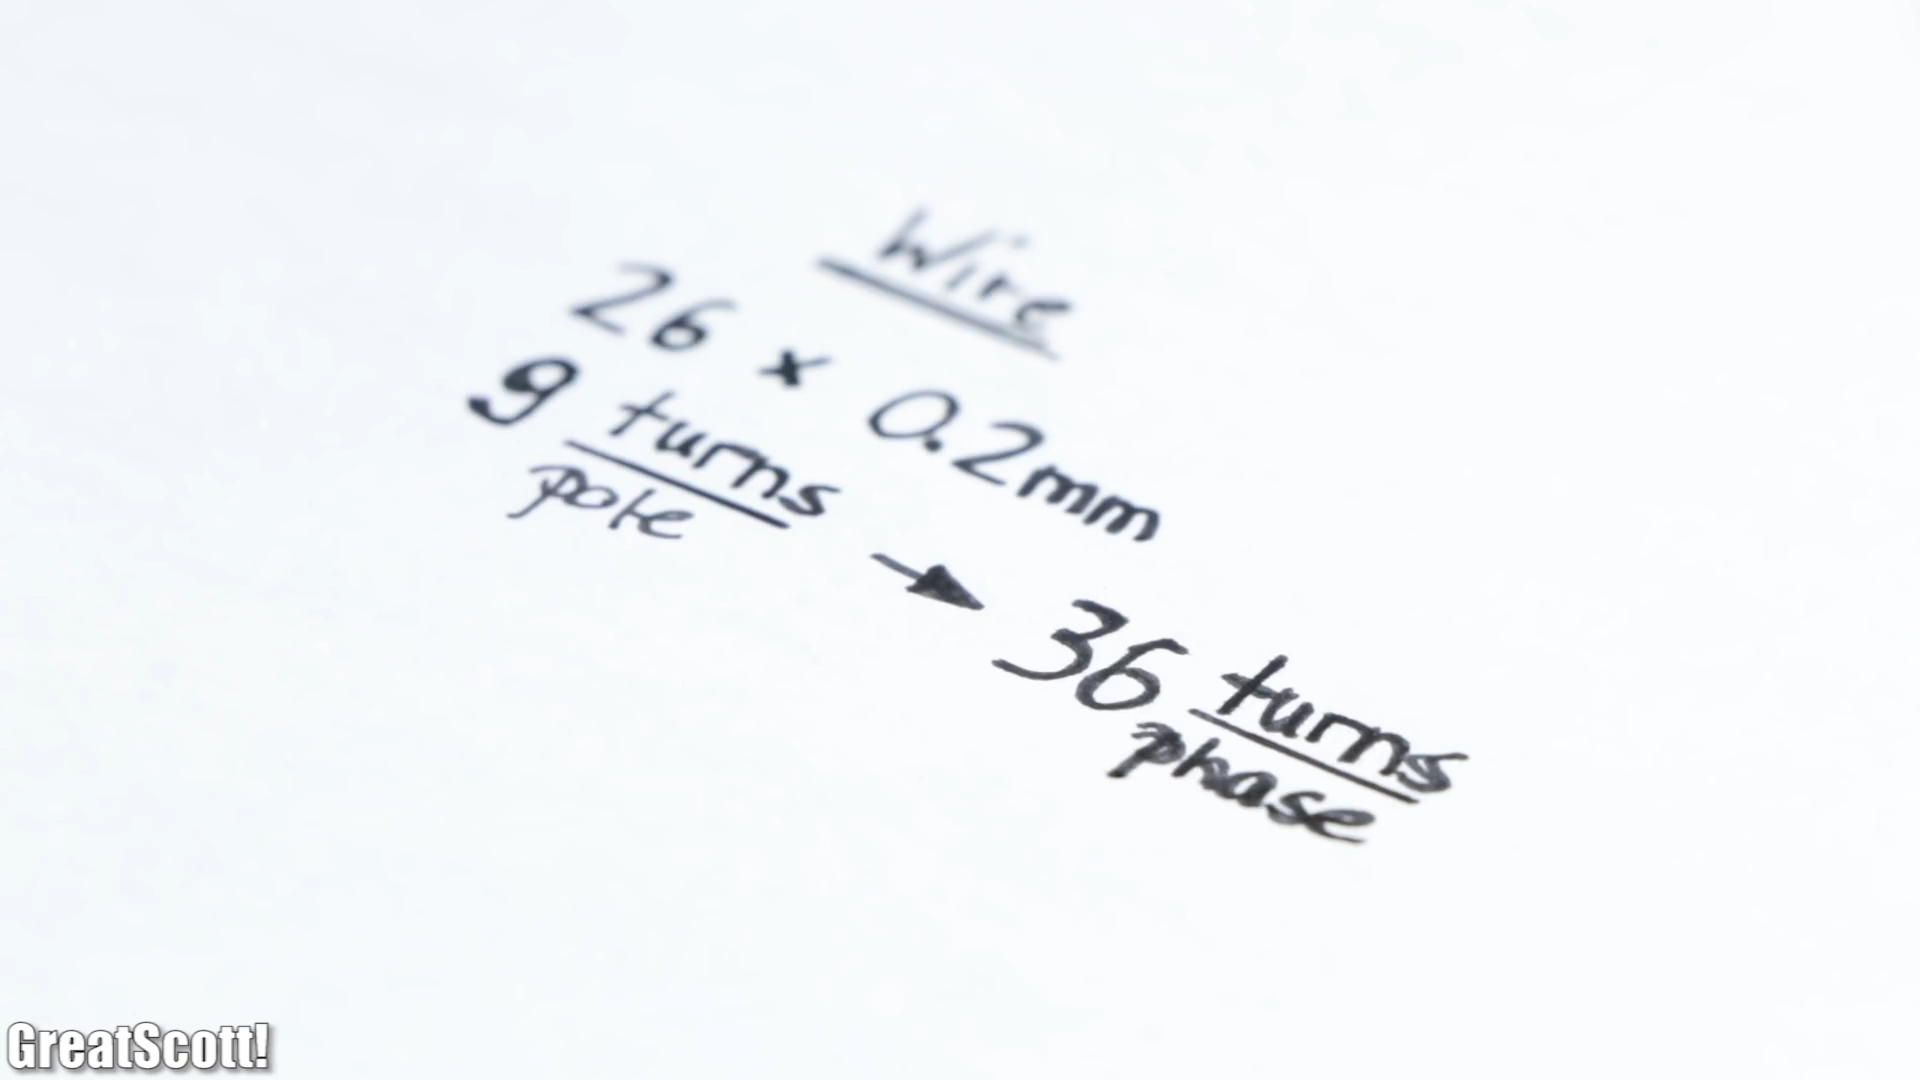 Wire
26 × 0.2mm
9 turns
pole
→ 36 turns
phase
GreatScott!